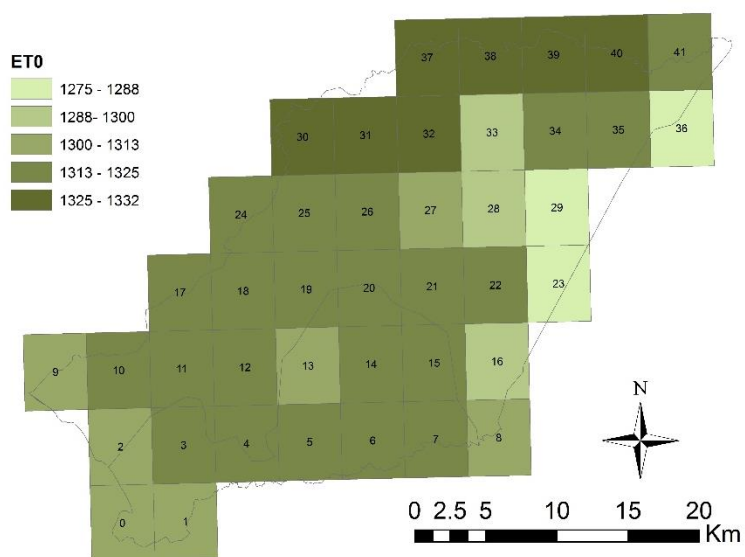 37 38 39 40 41
ET0
1275 - 1288
1288- 1300
1300 - 1313
1313 - 1325
1325 - 1332
30 31 32 33 34 35 36
24 25 26 27 28 29
17 18 19 20 21 22 23
9 10 11 12 13 14 15 16
2 3 4 5 6 7 8
N
0 1
0 2.5 5 10 15 20
Km